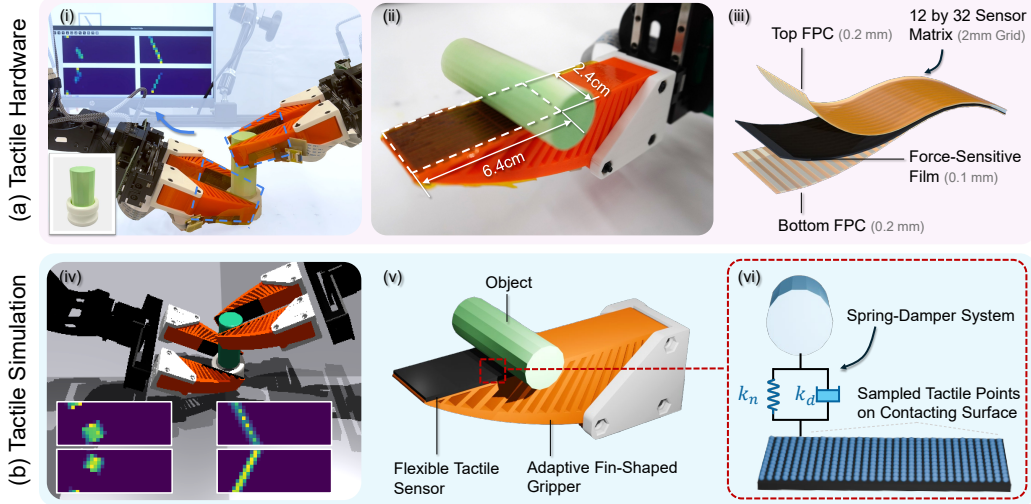 (a) Tactile Hardware
(i)
(ii)
2.4cm
6.4cm
(iii)
Top FPC (0.2 mm)
12 by 32 Sensor
Matrix (2mm Grid)
Force-Sensitive
Film (0.1 mm)
Bottom FPC (0.2 mm)
(b) Tactile Simulation
(iv)
(v)
Object
Flexible Tactile
Sensor
Adaptive Fin-Shaped
Gripper
(vi)
Spring-Damper System
kₙ
k_d
Sampled Tactile Points
on Contacting Surface